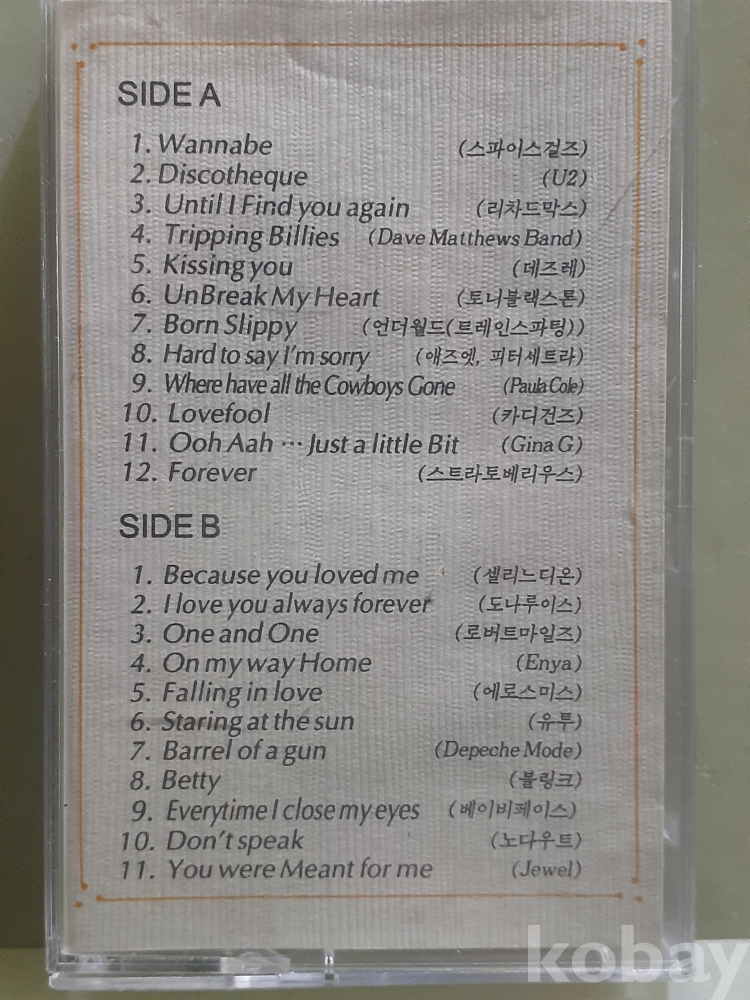 SIDE A
1. Wannabe (스파이스걸즈)
2. Discotheque (U2)
3. Until I Find you again (리차드막스)
4. Tripping Billies (Dave Matthews Band)
5. Kissing you (데즈레)
6. UnBreak My Heart (토니블랙스톤)
7. Born Slippy (언더월드(트레인스파팅))
8. Hard to say I'm sorry (애즈엣, 피터세트라)
9. Where have all the Cowboys Gone (Paula Cole)
10. Lovefool (카디건즈)
11. Ooh Aah ··· Just a little Bit (Gina G)
12. Forever (스트라토베리우스)
SIDE B
1. Because you loved me (셀리느디온)
2. I love you always forever (도나루이스)
3. One and One (로버트마일즈)
4. On my way Home (Enya)
5. Falling in love (에로스미스)
6. Staring at the sun (유투)
7. Barrel of a gun (Depeche Mode)
8. Betty (블링크)
9. Everytime I close my eyes (베이비페이스)
10. Don't speak (노다우트)
11. You were Meant for me (Jewel)
kobay